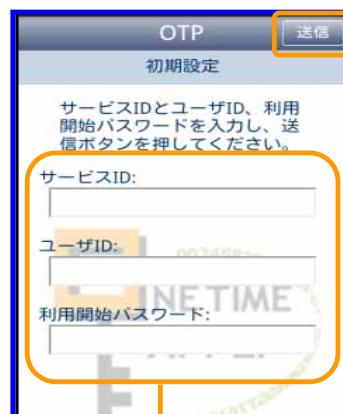 OTP
送信
初期設定
サービスIDとユーザID、利用
開始パスワードを入力し、送
信ボタンを押してください。
サービスID:
ユーザID:
利用開始パスワード:
NETIME